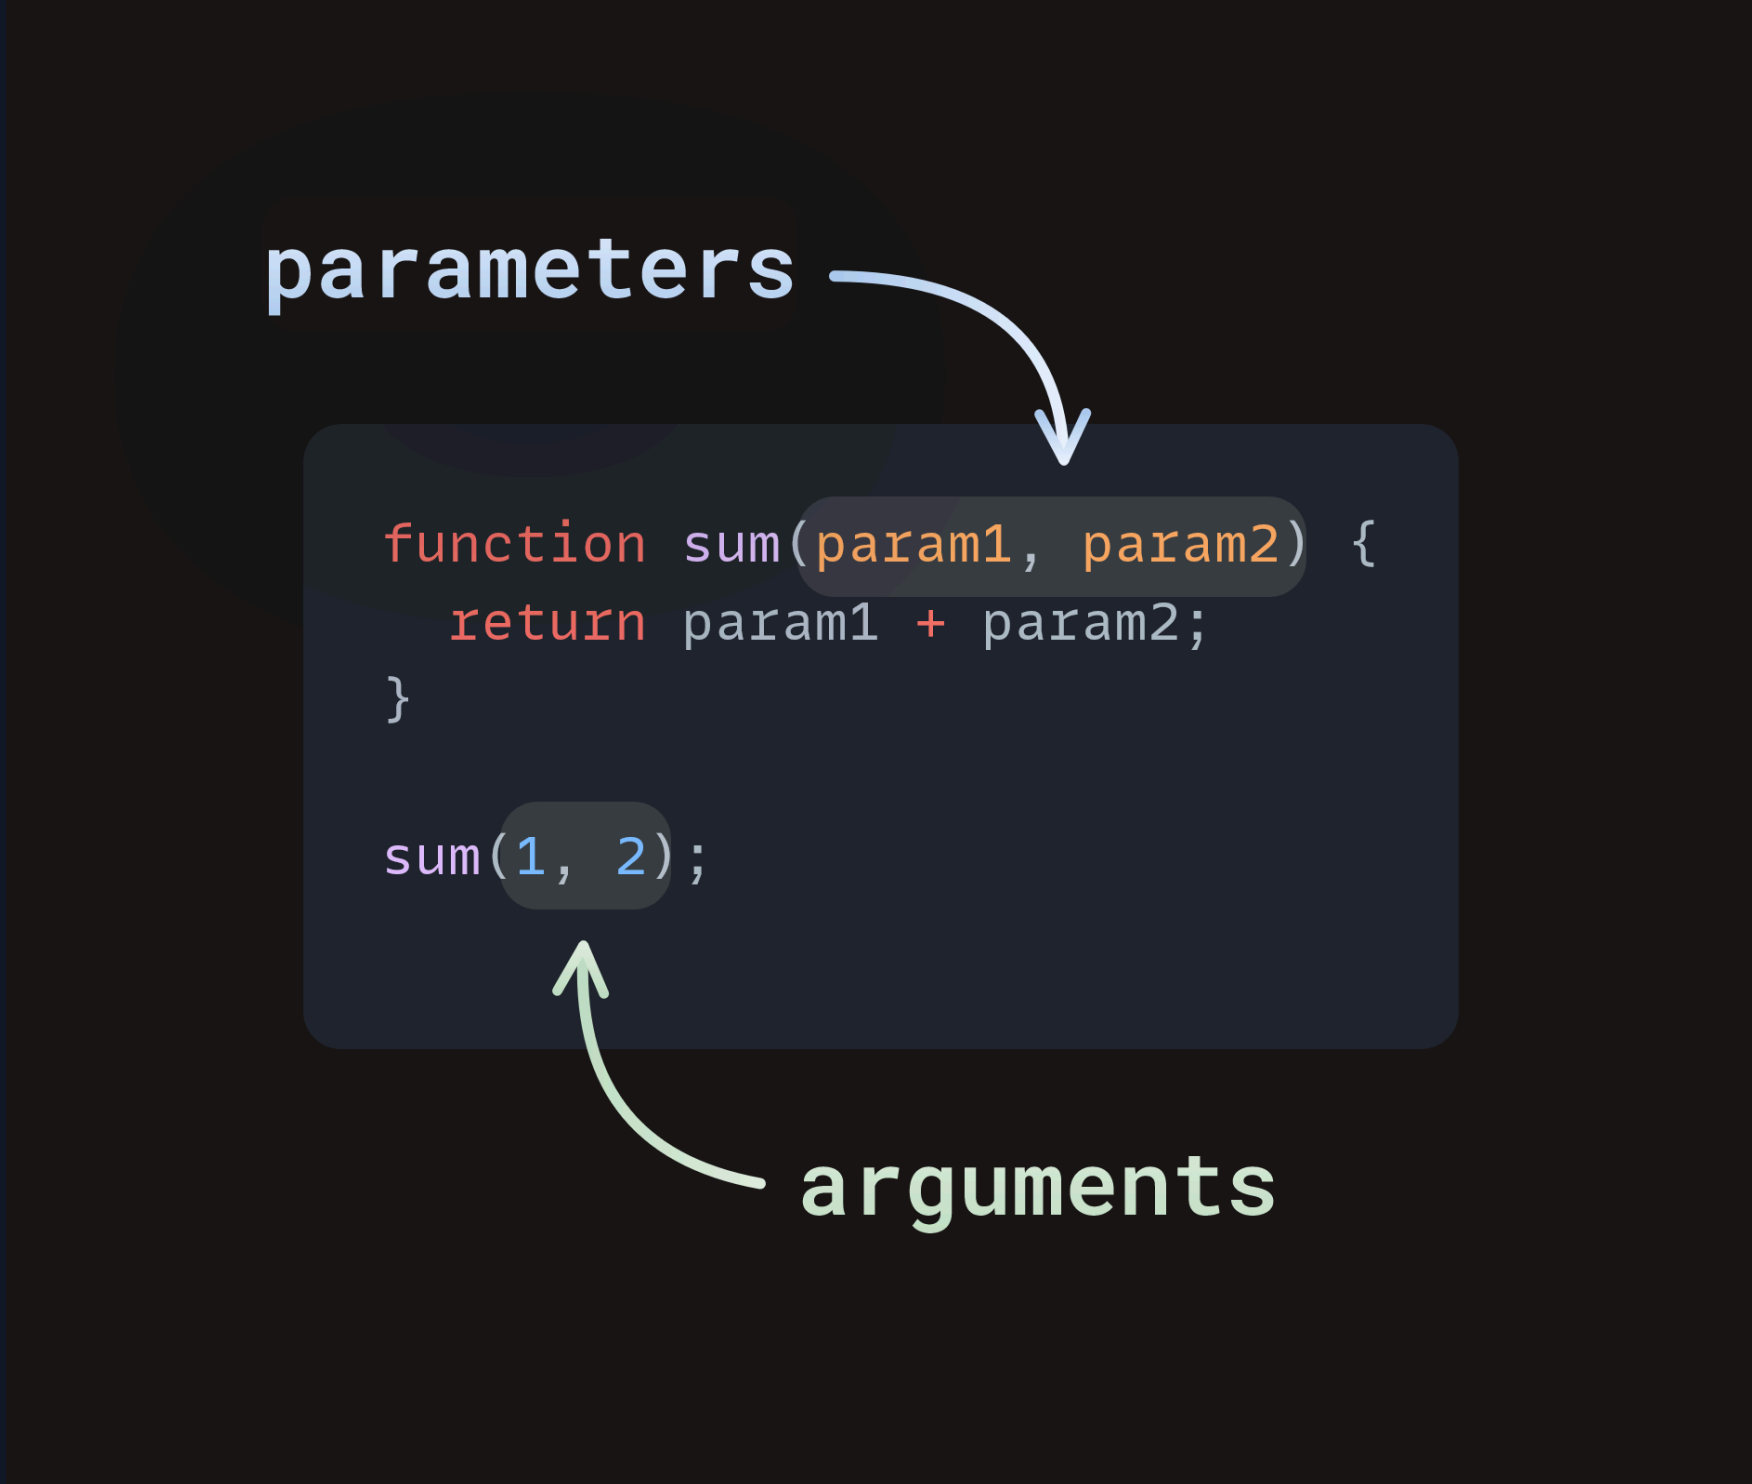 parameters
function sum(param1, param2) {
  return param1 + param2;
}
sum(1, 2);
arguments